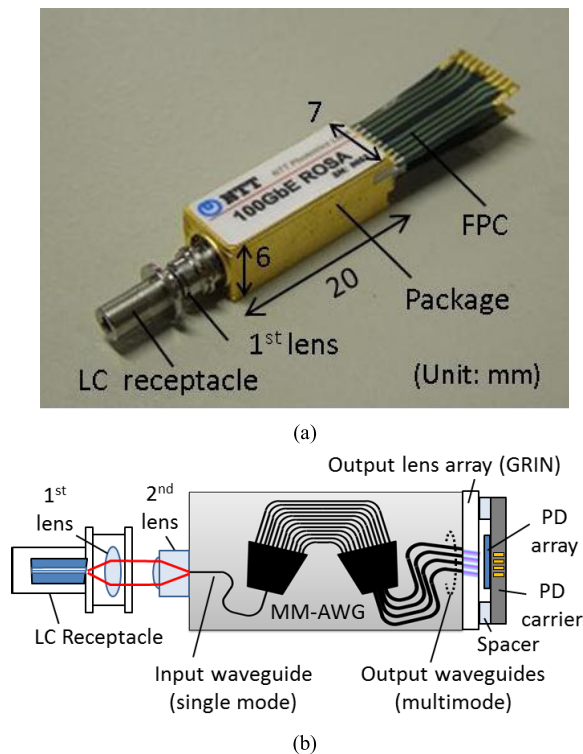 7
NTT
NTT Photonics
100GbE ROSA
6
20
FPC
Package
1st lens
LC receptacle
(Unit: mm)
(a)
Output lens array (GRIN)
1st
lens
2nd
lens
PD
array
MM-AWG
PD
carrier
LC Receptacle
Spacer
Input waveguide
(single mode)
Output waveguides
(multimode)
(b)